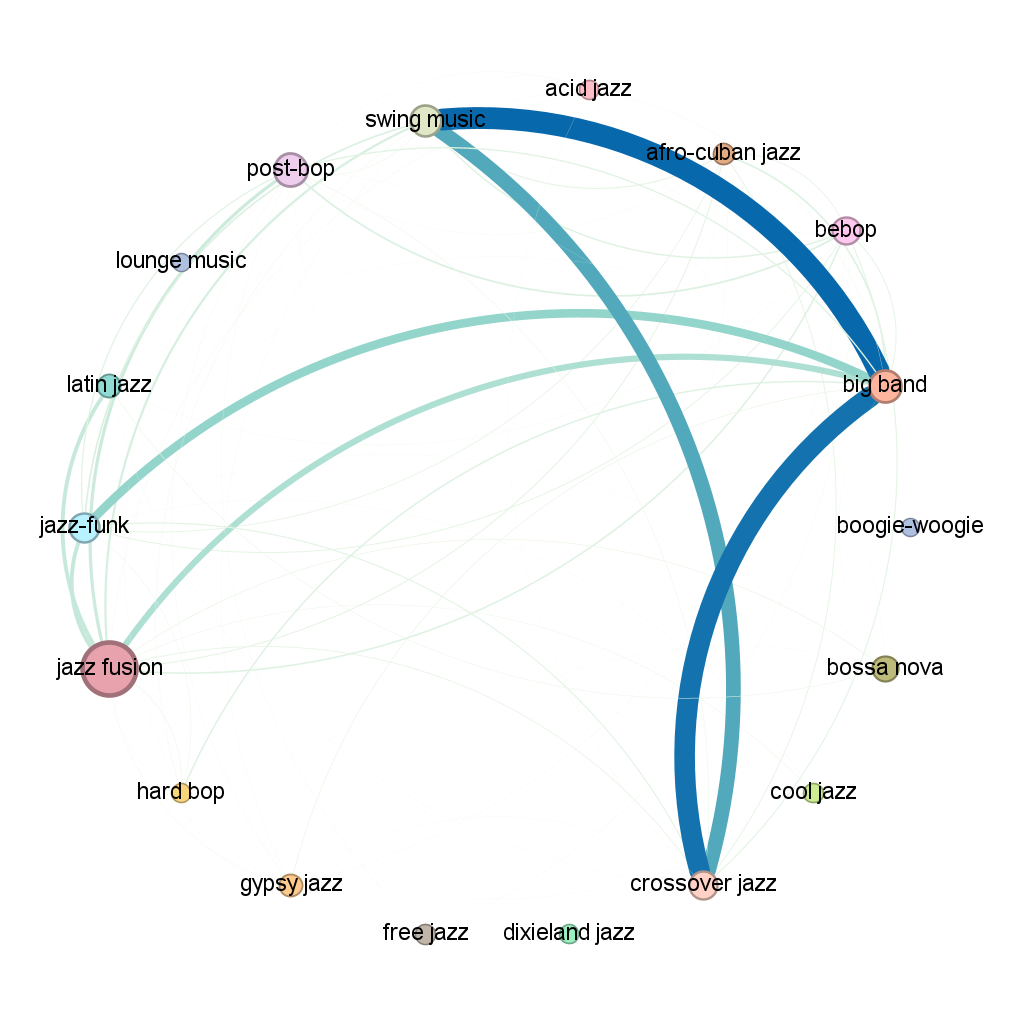 acid jazz
swing music
afro-cuban jazz
post-bop
bebop
lounge music
latin jazz
big band
jazz-funk
boogie-woogie
jazz fusion
bossa nova
hard bop
cool jazz
gypsy jazz
crossover jazz
free jazz
dixieland jazz